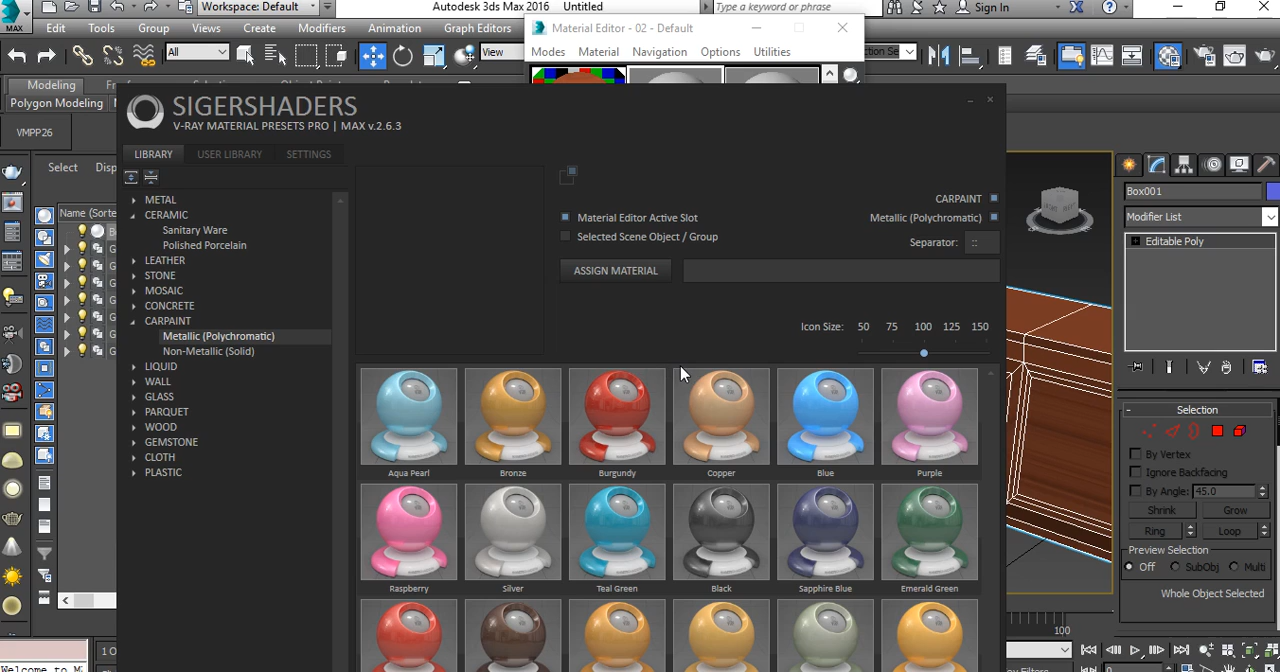 Workspace: Default
Autodesk 3ds Max 2016 Untitled
Type a keyword or phrase
Sign In
MAX
Edit Tools Group Views Create Modifiers Animation Graph Editors
Material Editor - 02 - Default
Modes Material Navigation Options Utilities
All
View
Modeling
Polygon Modeling
VMPP26
Select
Name (Sorte
SIGERSHADERS
V-RAY MATERIAL PRESETS PRO | MAX v.2.6.3
LIBRARY USER LIBRARY SETTINGS
METAL
CERAMIC
Sanitary Ware
Polished Porcelain
LEATHER
STONE
MOSAIC
CONCRETE
CARPAINT
Metallic (Polychromatic)
Non-Metallic (Solid)
LIQUID
WALL
GLASS
PARQUET
WOOD
GEMSTONE
CLOTH
PLASTIC
Material Editor Active Slot
Selected Scene Object / Group
ASSIGN MATERIAL
CARPAINT
Metallic (Polychromatic)
Separator: ::
Icon Size: 50 75 100 125 150
Aqua Pearl Bronze Burgundy Copper Blue Purple
Raspberry Silver Teal Green Black Sapphire Blue Emerald Green
Box001
Modifier List
Editable Poly
Selection
By Vertex
Ignore Backfacing
By Angle: 45.0
Shrink Grow
Ring Loop
Preview Selection
Off SubObj Multi
Whole Object Selected
100